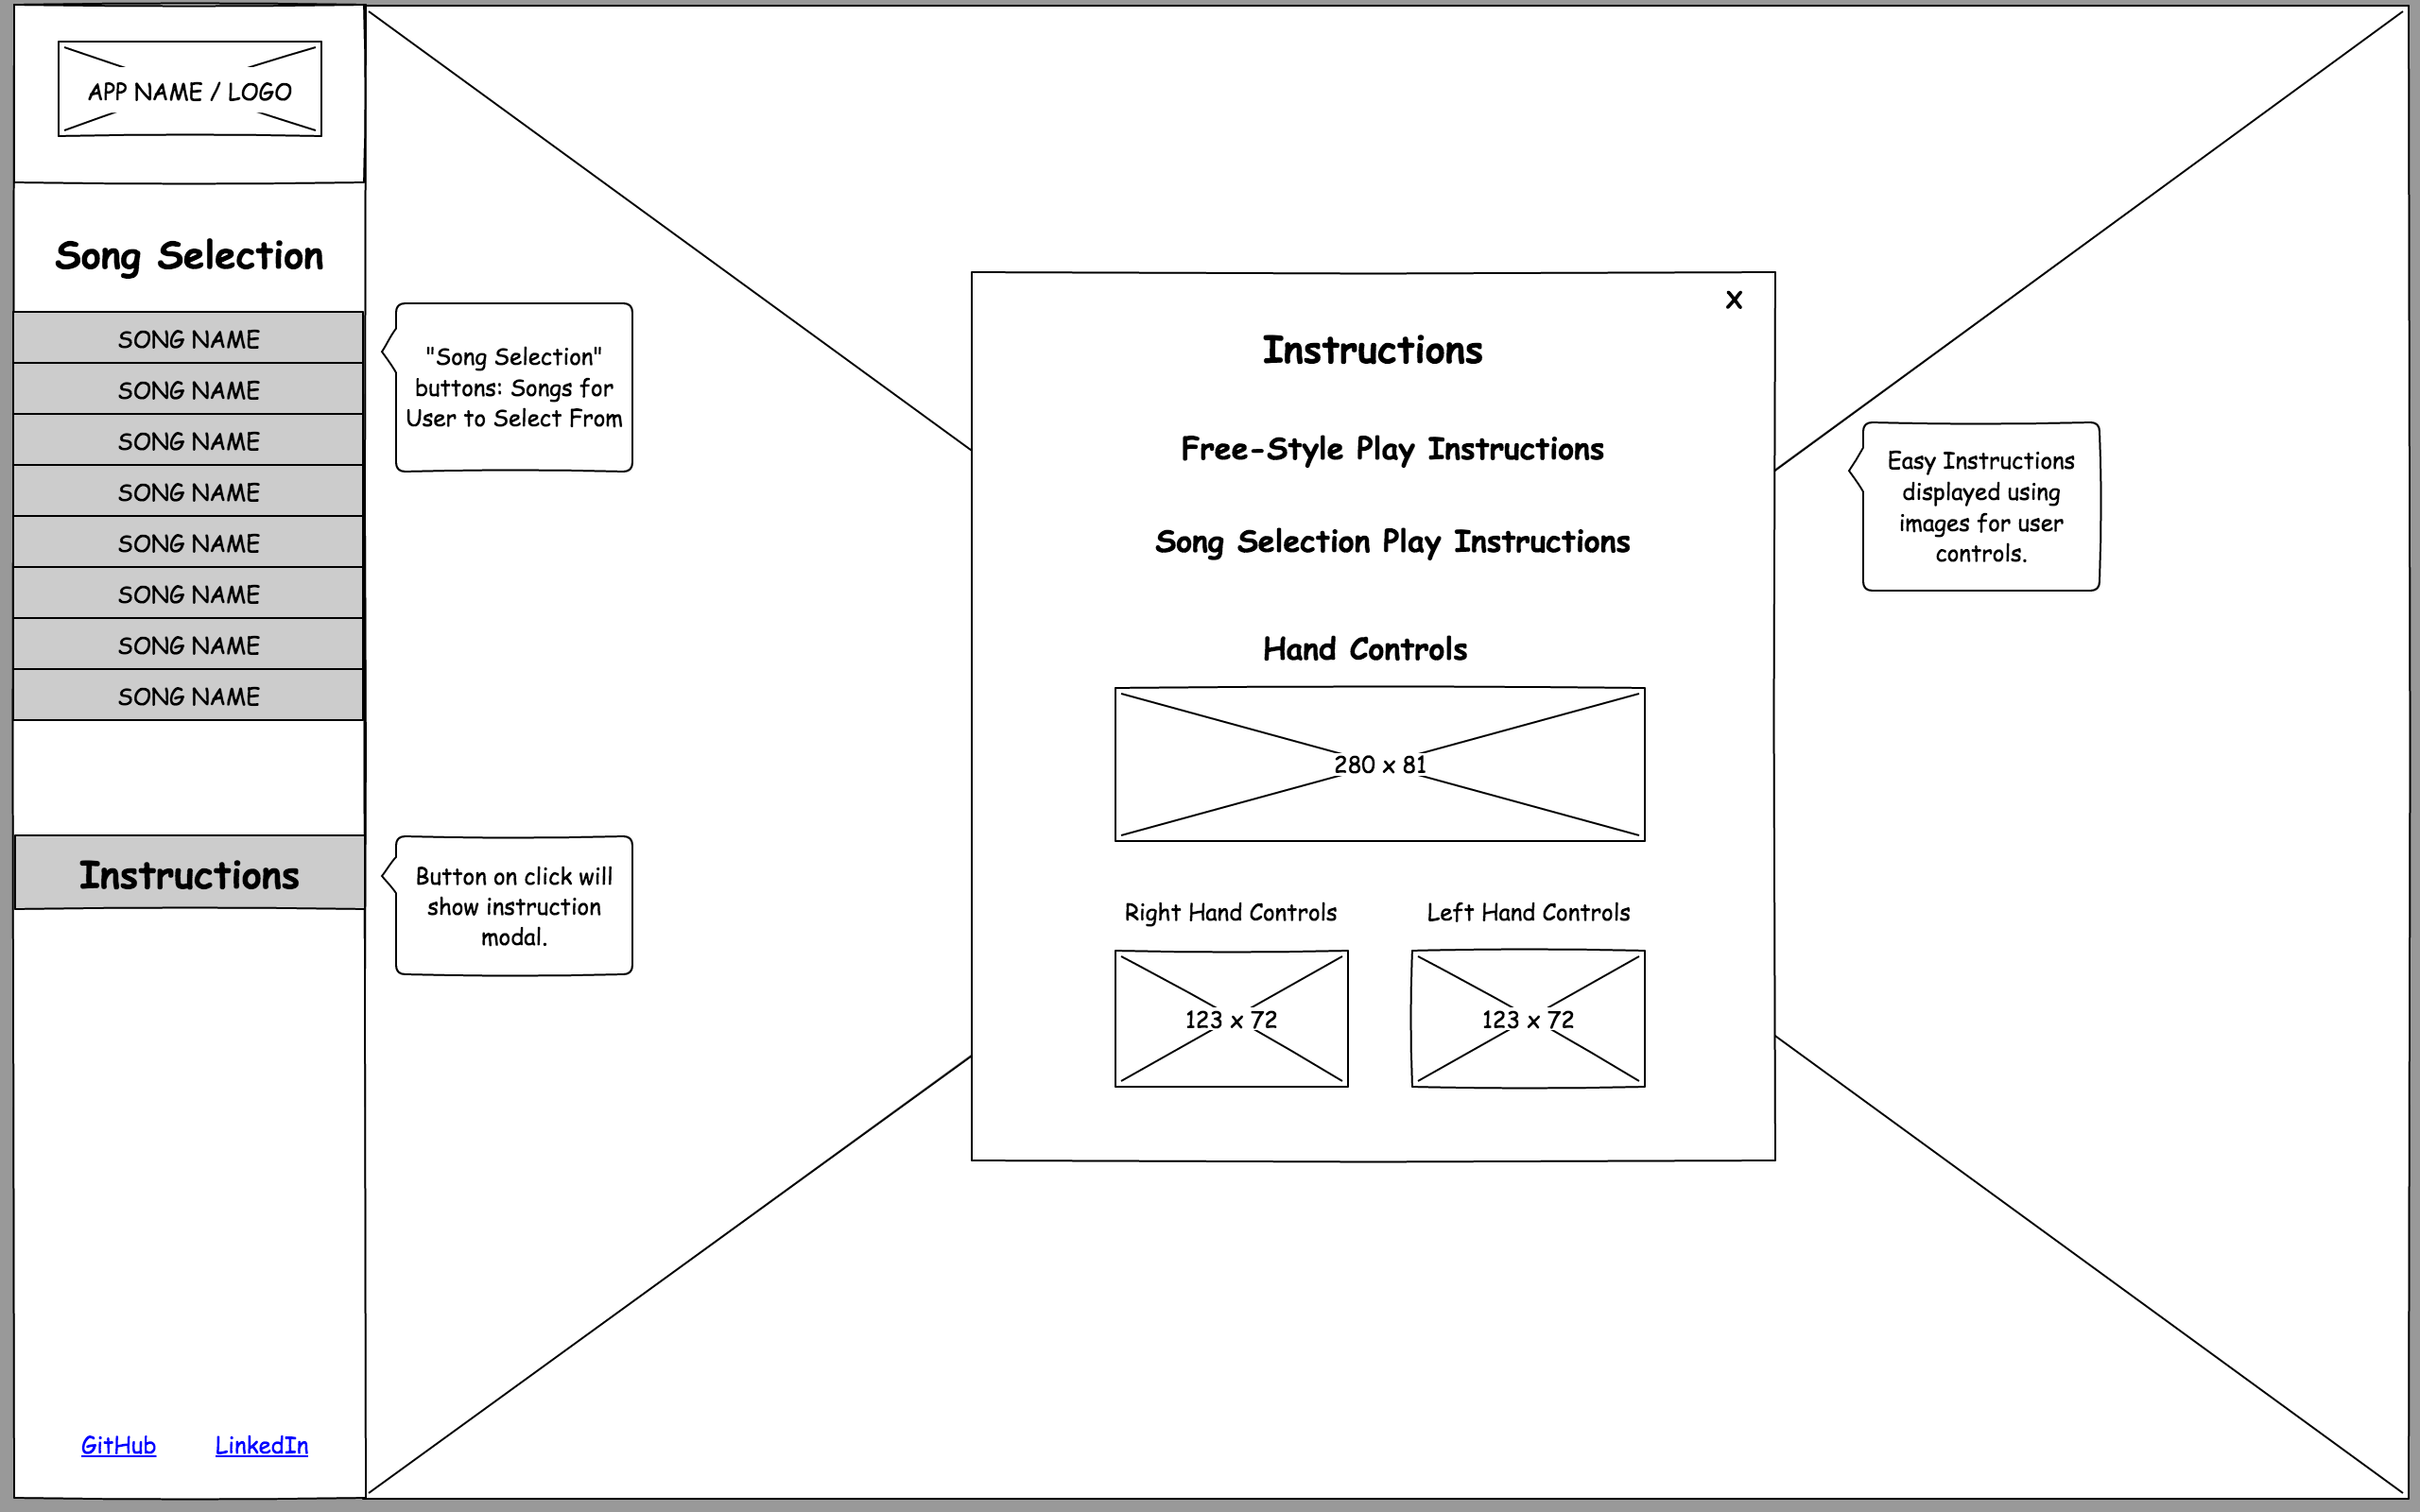 APP NAME / LOGO
Song Selection
SONG NAME
SONG NAME
SONG NAME
SONG NAME
SONG NAME
SONG NAME
SONG NAME
SONG NAME
Instructions
GitHub
LinkedIn
"Song Selection"
buttons: Songs for
User to Select From
Button on click will
show instruction
modal.
X
Instructions
Free-Style Play Instructions
Song Selection Play Instructions
Hand Controls
280 x 81
Right Hand Controls
Left Hand Controls
123 x 72
123 x 72
Easy Instructions
displayed using
images for user
controls.